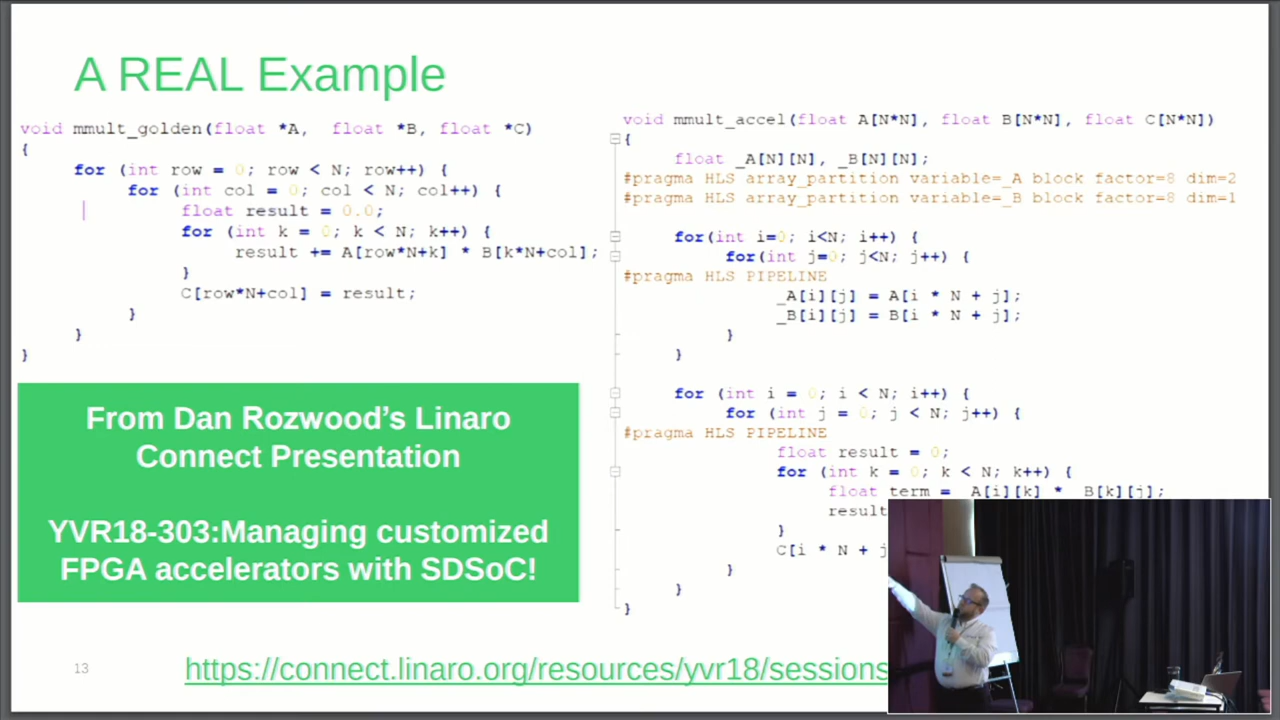 A REAL Example
void mmult_golden(float *A, float *B, float *C)
{
for (int row = 0; row < N; row++) {
for (int col = 0; col < N; col++) {
float result = 0.0;
for (int k = 0; k < N; k++) {
result += A[row*N+k] * B[k*N+col];
}
C[row*N+col] = result;
}
}
}
From Dan Rozwood's Linaro
Connect Presentation
YVR18-303:Managing customized
FPGA accelerators with SDSoC!
void mmult_accel(float A[N*N], float B[N*N], float C[N*N])
{
float _A[N][N], _B[N][N];
#pragma HLS array_partition variable=_A block factor=8 dim=2
#pragma HLS array_partition variable=_B block factor=8 dim=1
for(int i=0; i<N; i++) {
for(int j=0; j<N; j++) {
#pragma HLS PIPELINE
_A[i][j] = A[i * N + j];
_B[i][j] = B[i * N + j];
}
}
for (int i = 0; i < N; i++) {
for (int j = 0; j < N; j++) {
#pragma HLS PIPELINE
float result = 0;
for (int k = 0; k < N; k++) {
float term = _A[i][k] * _B[k][j];
result
}
C[i * N + j
}
}
}
13
https://connect.linaro.org/resources/yvr18/sessions